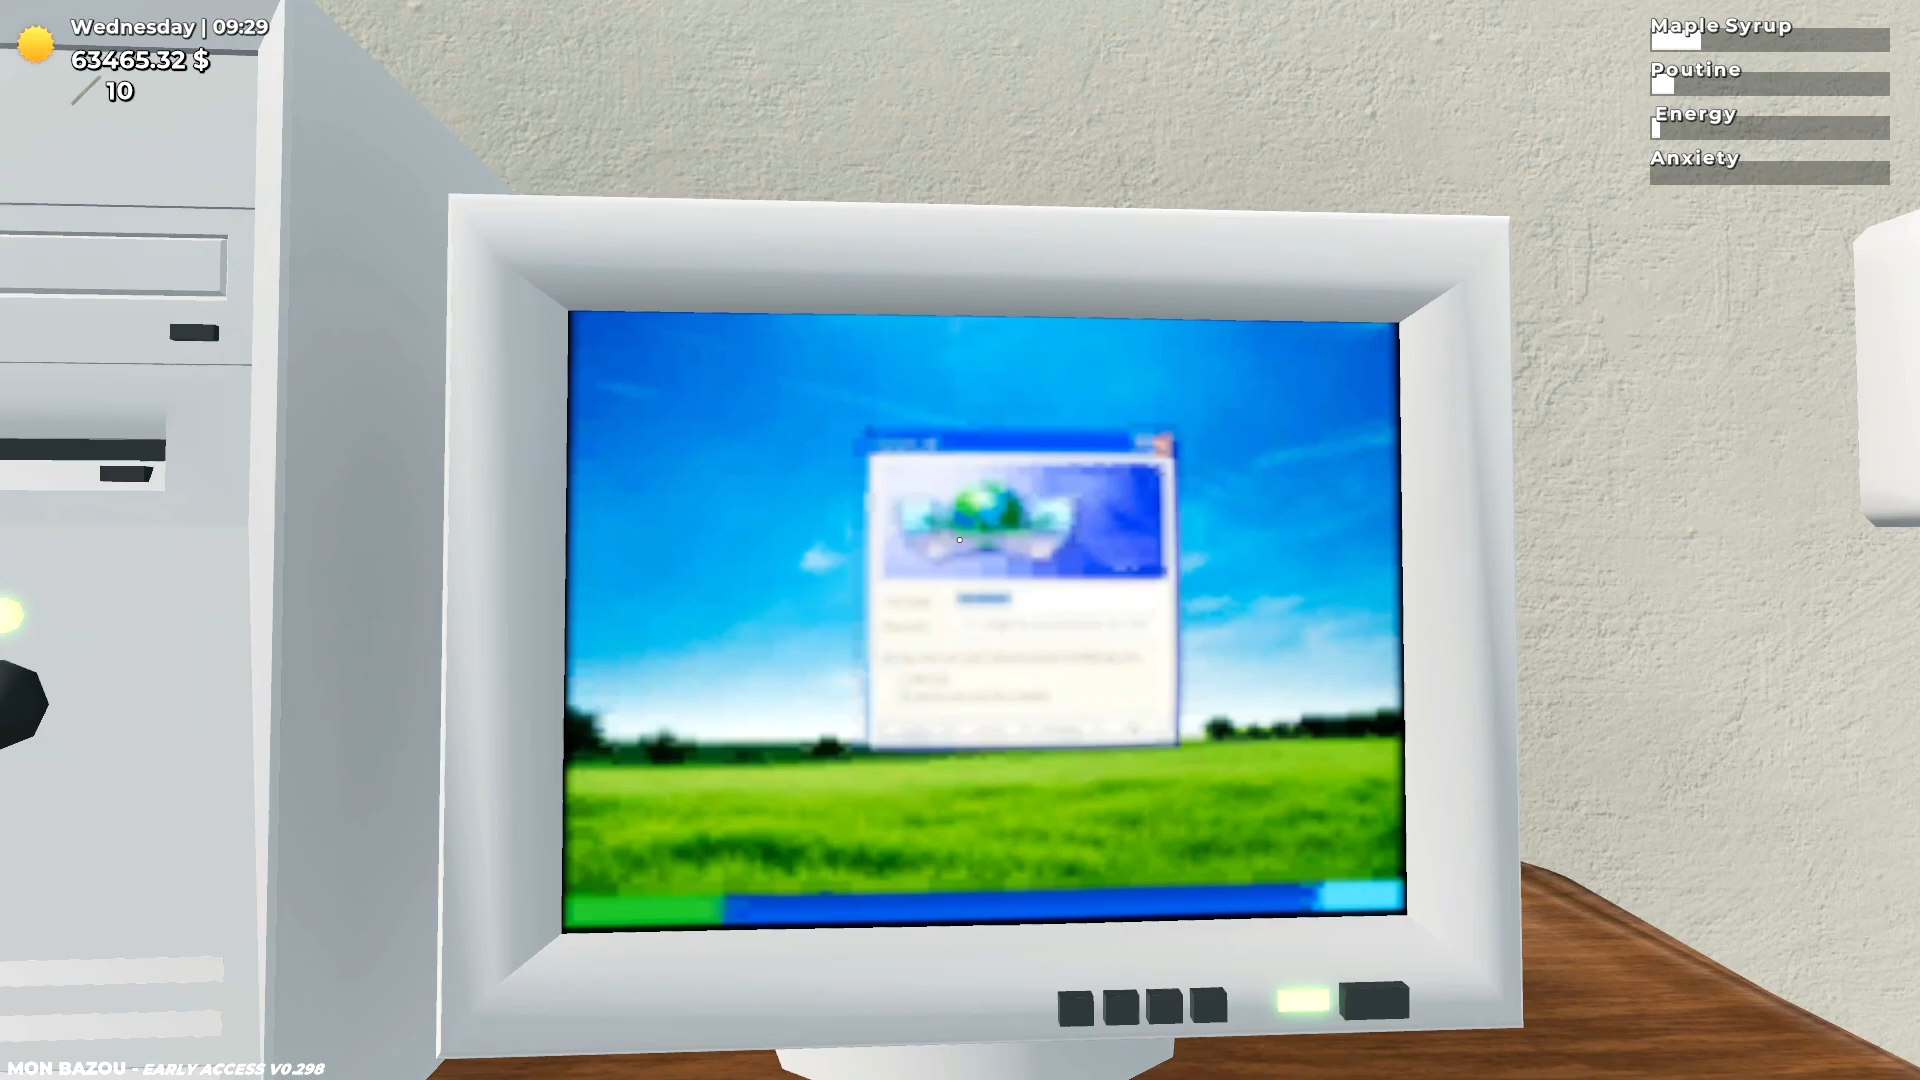 Wednesday | 09:29
63465.32 $
10
Maple Syrup
Poutine
Energy
Anxiety
MON BAZOU - EARLY ACCESS V0.298